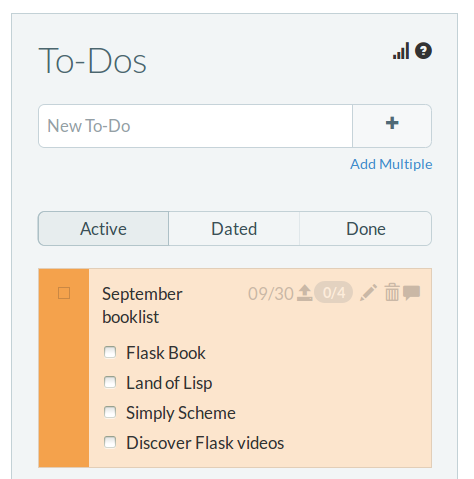 To-Dos
New To-Do
Add Multiple
Active Dated Done
September 09/30 0/4
booklist
Flask Book
Land of Lisp
Simply Scheme
Discover Flask videos